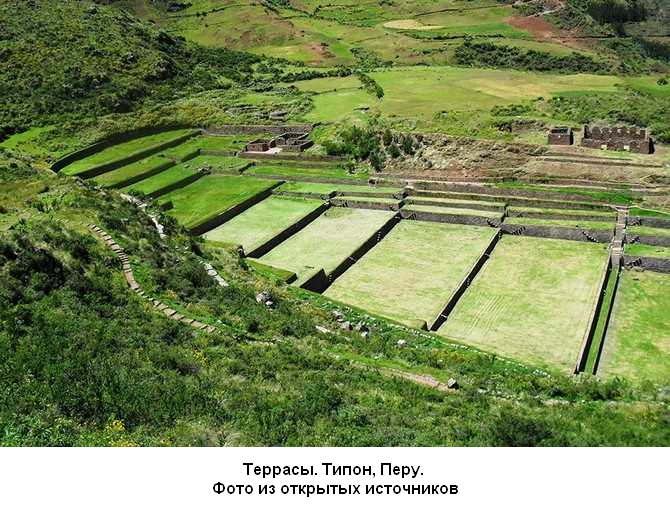 Террасы. Типон, Перу.
Фото из открытых источников